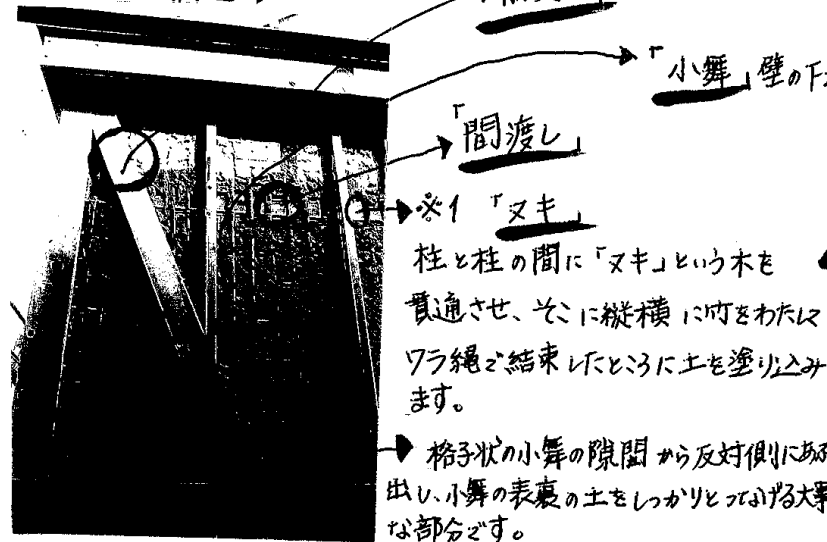 「小舞」壁の下
「間渡し」
※1 「ヌキ」
柱と柱の間に「ヌキ」という木を
貫通させ、そこに縦横に竹をわたして
ワラ縄で結束したところに土を塗り込み
ます。
格子状の小舞の隙間から反対側にあふ
出し、小舞の表裏の土をしっかりとつなげる大事
な部分です。